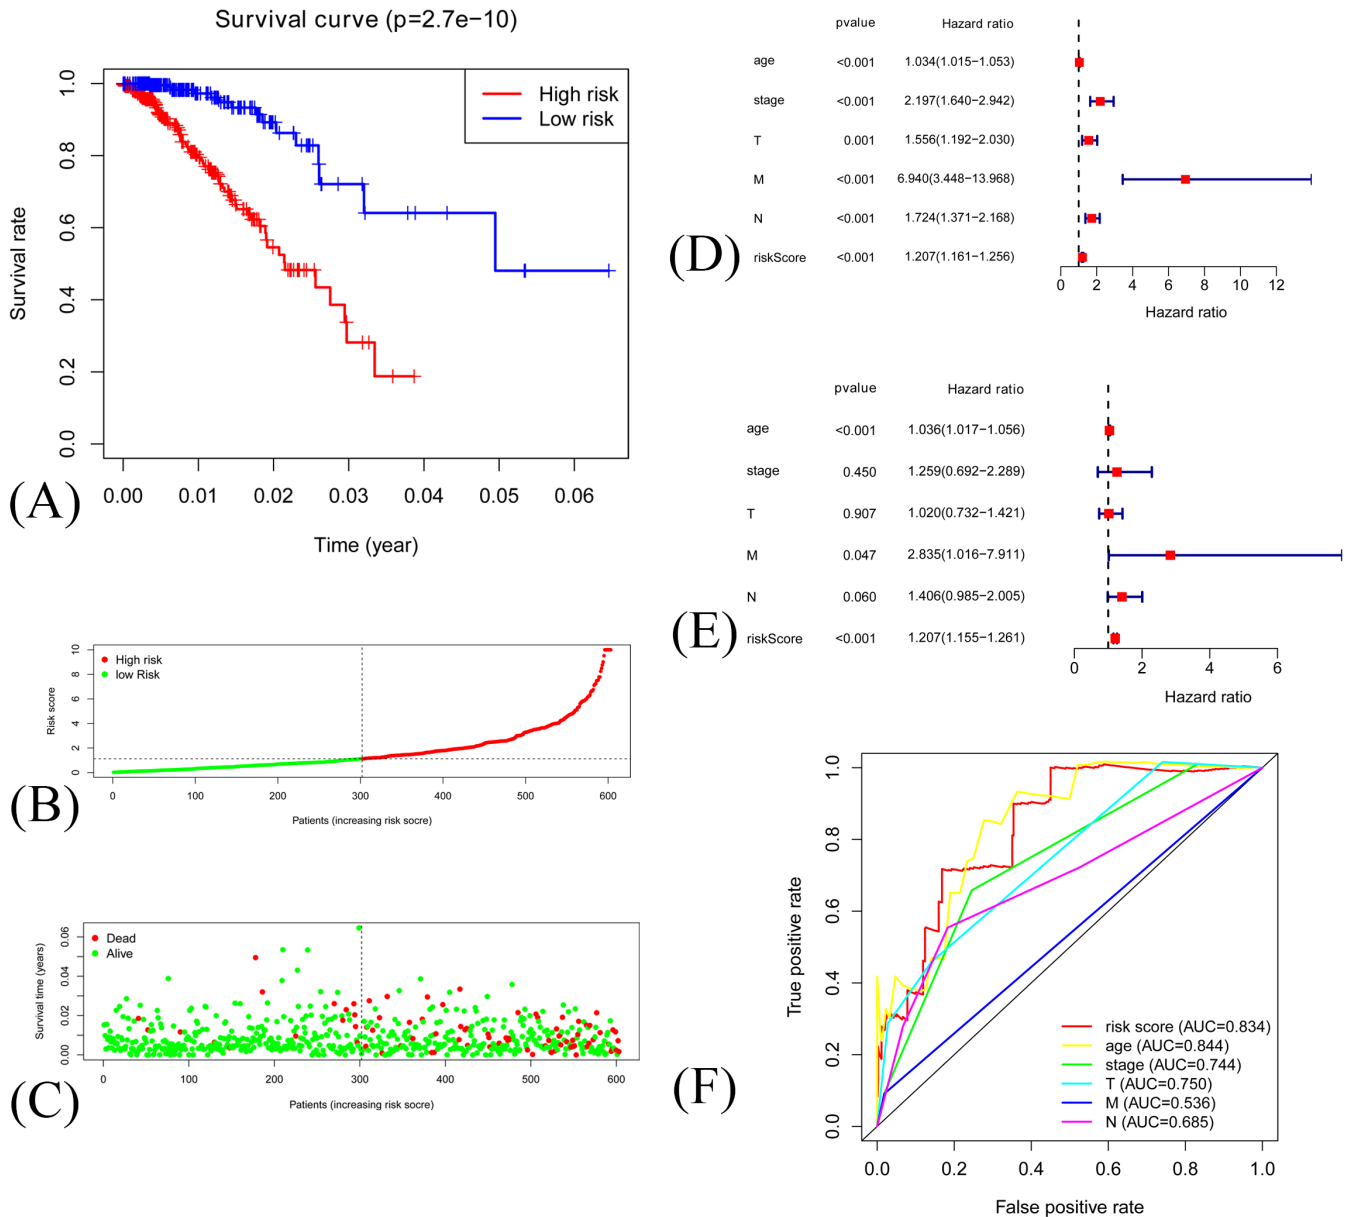 Survival curve (p=2.7e−10)
High risk
Low risk
Survival rate
0.0 0.2 0.4 0.6 0.8 1.0
0.00 0.01 0.02 0.03 0.04 0.05 0.06
Time (year)
(A)
High risk
low Risk
Risk score
0 2 4 6 8 10
0 100 200 300 400 500 600
Patients (increasing risk socre)
(B)
Dead
Alive
Survival time (years)
0.00 0.02 0.04 0.06
0 100 200 300 400 500 600
Patients (increasing risk socre)
(C)
pvalue Hazard ratio
age <0.001 1.034(1.015−1.053)
stage <0.001 2.197(1.640−2.942)
T 0.001 1.556(1.192−2.030)
M <0.001 6.940(3.448−13.968)
N <0.001 1.724(1.371−2.168)
riskScore <0.001 1.207(1.161−1.256)
0 2 4 6 8 10 12
Hazard ratio
(D)
pvalue Hazard ratio
age <0.001 1.036(1.017−1.056)
stage 0.450 1.259(0.692−2.289)
T 0.907 1.020(0.732−1.421)
M 0.047 2.835(1.016−7.911)
N 0.060 1.406(0.985−2.005)
riskScore <0.001 1.207(1.155−1.261)
0 2 4 6
Hazard ratio
(E)
True positive rate
0.0 0.2 0.4 0.6 0.8 1.0
risk score (AUC=0.834)
age (AUC=0.844)
stage (AUC=0.744)
T (AUC=0.750)
M (AUC=0.536)
N (AUC=0.685)
0.0 0.2 0.4 0.6 0.8 1.0
False positive rate
(F)